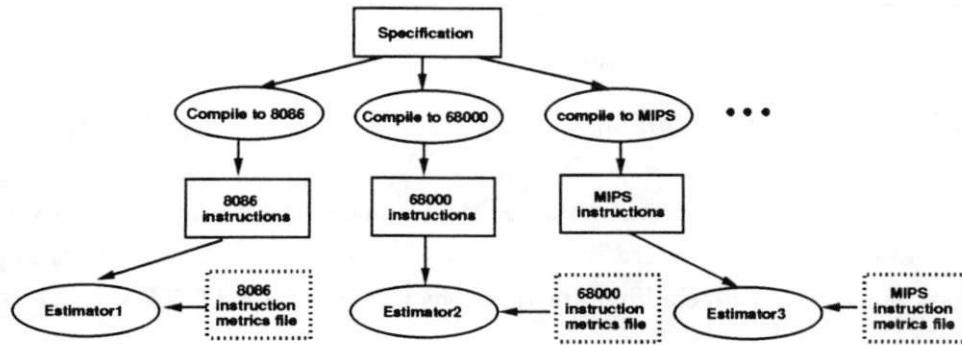 Specification
Compile to 8086
Compile to 68000
compile to MIPS
8086
instructions
68000
instructions
MIPS
instructions
Estimator1
8086
instruction
metrics file
Estimator2
68000
instruction
metrics file
Estimator3
MIPS
instruction
metrics file